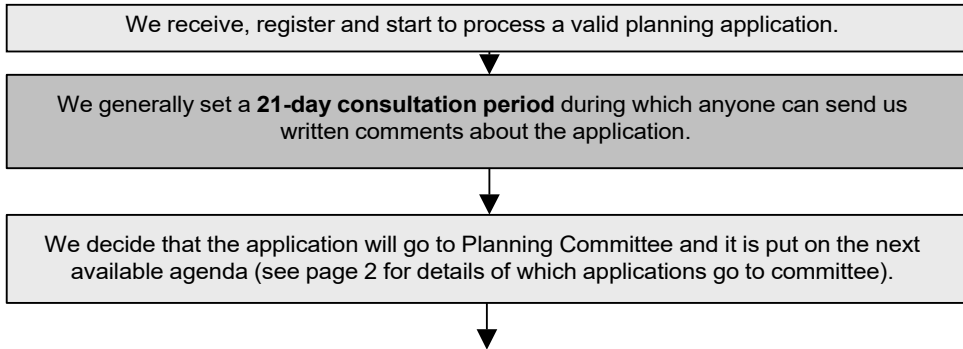 We receive, register and start to process a valid planning application.
We generally set a 21-day consultation period during which anyone can send us
written comments about the application.
We decide that the application will go to Planning Committee and it is put on the next
available agenda (see page 2 for details of which applications go to committee).